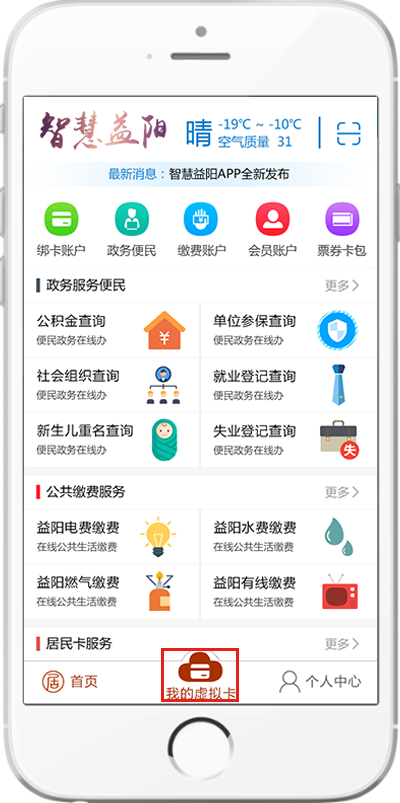 智慧益阳 晴 -19℃ ~ -10℃
空气质量 31
最新消息：智慧益阳APP全新发布
绑卡账户 政务便民 缴费账户 会员账户 票券卡包
政务服务便民 更多
公积金查询 单位参保查询
便民政务在线办 便民政务在线办
¥
社会组织查询 就业登记查询
便民政务在线办 便民政务在线办
新生儿重名查询 失业登记查询
便民政务在线办 便民政务在线办
失
公共缴费服务 更多
益阳电费缴费 益阳水费缴费
在线公共生活缴费 在线公共生活缴费
益阳燃气缴费 益阳有线缴费
在线公共生活缴费 在线公共生活缴费
居民卡服务 更多
居 首页 我的虚拟卡 个人中心